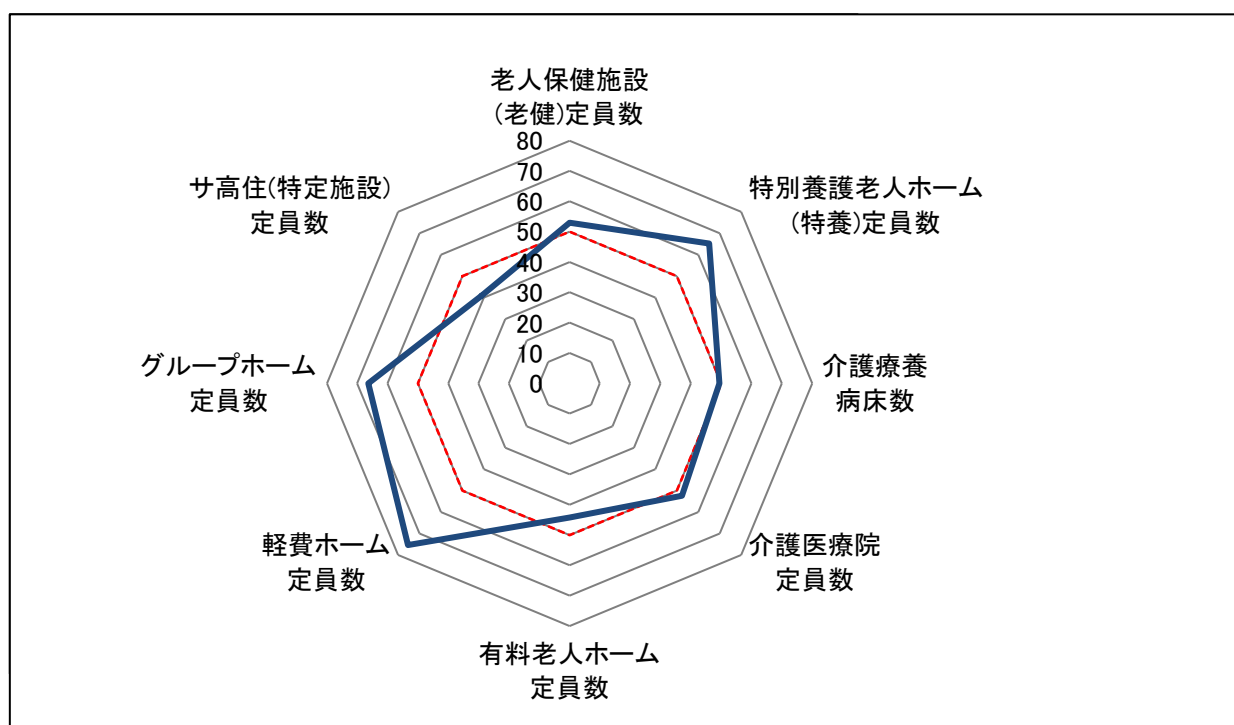 老人保健施設
(老健)定員数
特別養護老人ホーム
(特養)定員数
介護療養
病床数
介護医療院
定員数
有料老人ホーム
定員数
軽費ホーム
定員数
グループホーム
定員数
サ高住(特定施設)
定員数
80
70
60
50
40
30
20
10
0